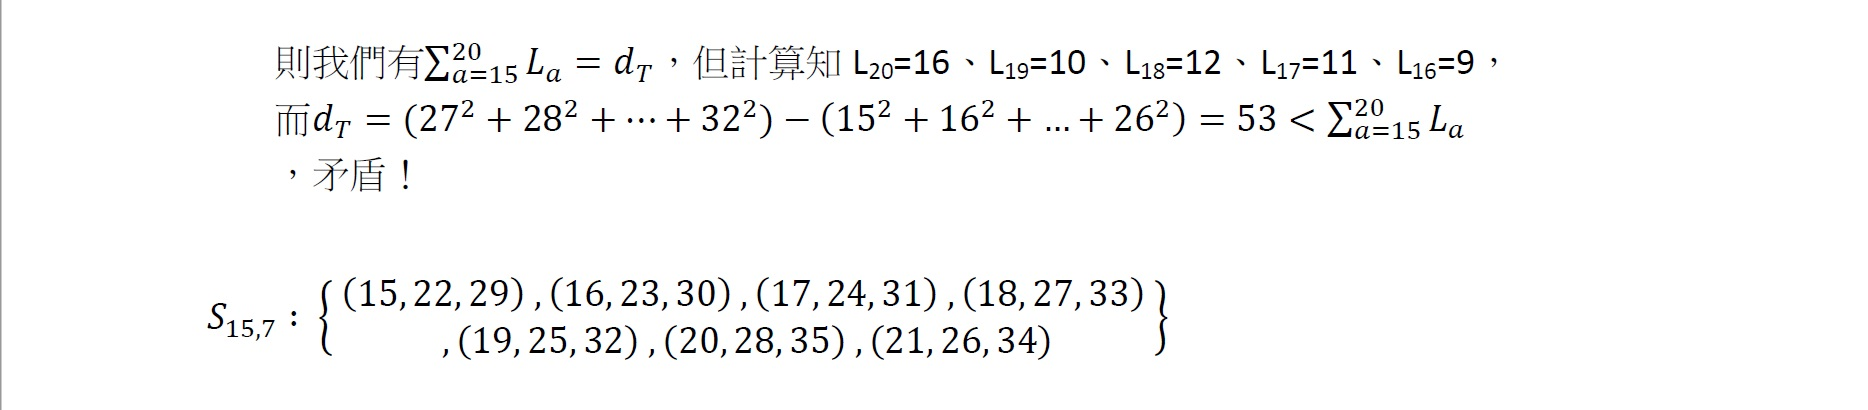 則我們有∑_{a=15}^{20} L_a = d_T，但計算知 L₂₀=16、L₁₉=10、L₁₈=12、L₁₇=11、L₁₆=9，
而d_T = (27² + 28² + ⋯ + 32²) − (15² + 16² + … + 26²) = 53 < ∑_{a=15}^{20} L_a
，矛盾！
S_{15,7} : { (15, 22, 29) , (16, 23, 30) , (17, 24, 31) , (18, 27, 33)
, (19, 25, 32) , (20, 28, 35) , (21, 26, 34) }